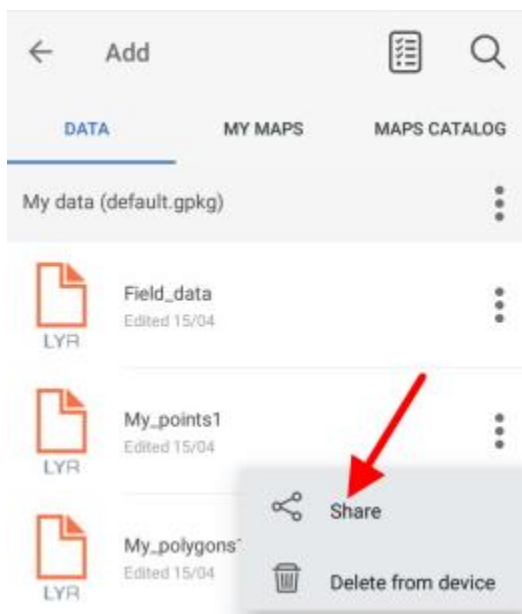 Add
DATA MY MAPS MAPS CATALOG
My data (default.gpkg)
Field_data
Edited 15/04
LYR
My_points1
Edited 15/04
LYR
Share
My_polygons1
Edited 15/04
LYR
Delete from device